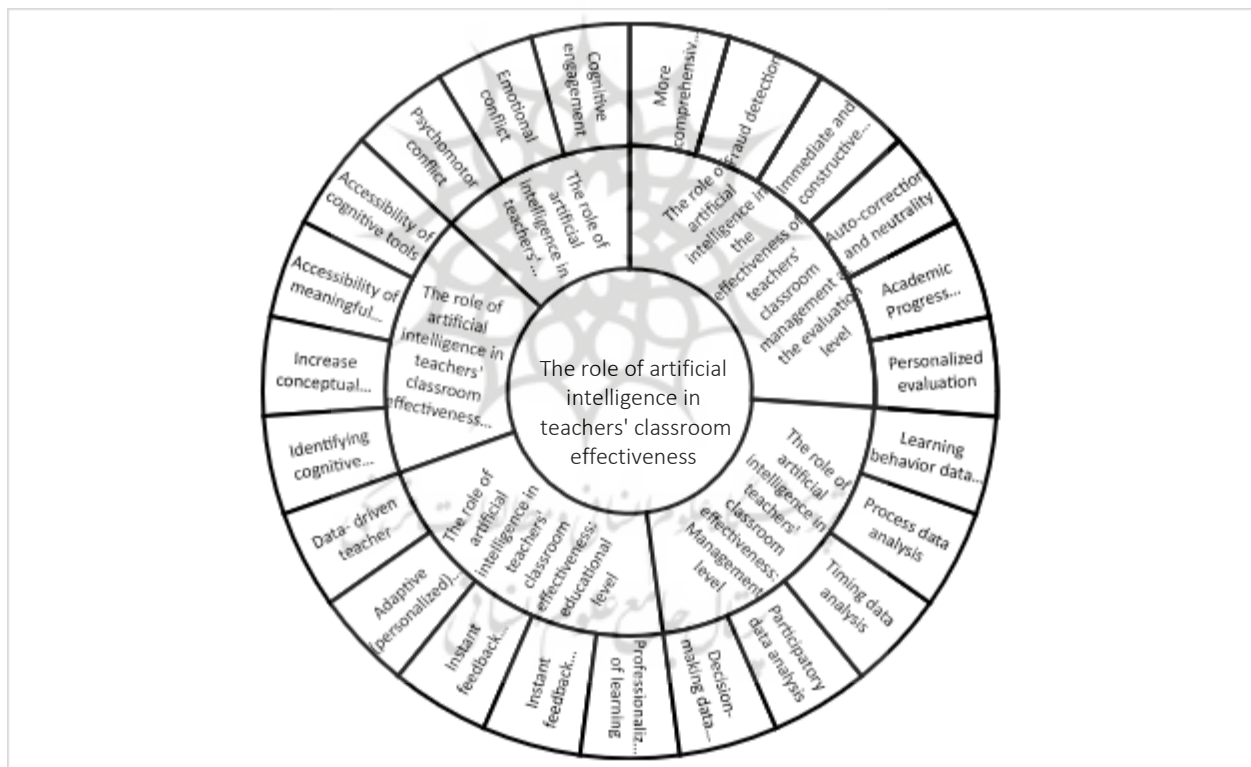 The role of artificial
intelligence in
teachers' classroom
effectiveness
The role of
artificial
intelligence in
the
effectiveness of
teachers'
classroom
management
the evaluation
level
More
comprehensiv...
Fraud detection
Immediate and
constructive...
Auto-correction
and neutrality
Academic
Progress...
Personalized
evaluation
The role of
artificial
intelligence in
teachers'
classroom
effectiveness:
Management
level
Learning
behavior data...
Process data
analysis
Timing data
analysis
Participatory
data analysis
Decision-
making data...
The role of
artificial
intelligence in
teachers'
classroom
effectiveness:
educational
level
Professionaliz...
of learning
Instant
feedback...
Instant
feedback...
Adaptive
(personalized)...
Data- driven
teacher
The role of
artificial
intelligence in
teachers'
classroom
effectiveness...
Identifying
cognitive...
Increase
conceptual...
Accessibility of
meaningful...
Accessibility of
cognitive tools
The role of
artificial
intelligence in
teachers'...
Psychomotor
conflict
Emotional
conflict
Cognitive
engagement
پرتال جامع علوم انسانی